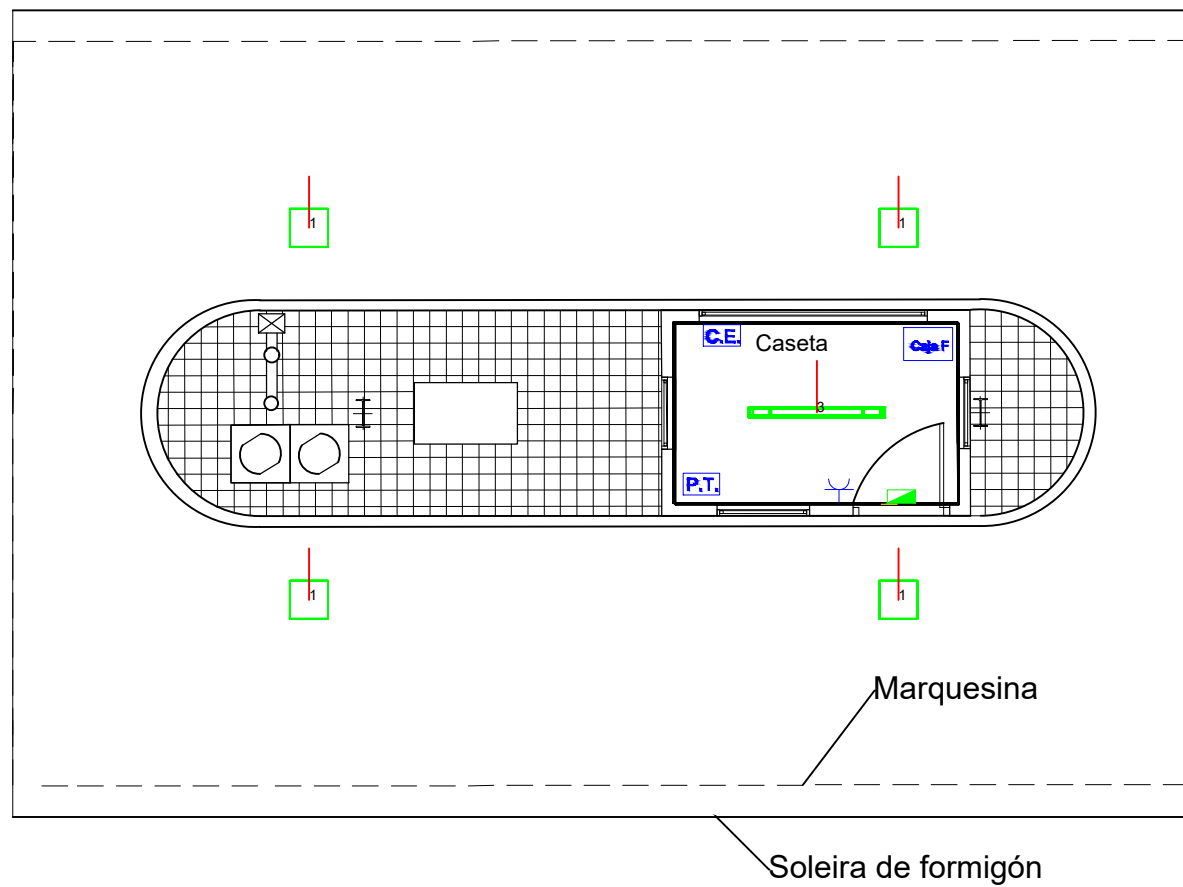 1
1
C.E.
Caseta
Caja F
3
P.T.
1
1
Marquesina
Soleira de formigón